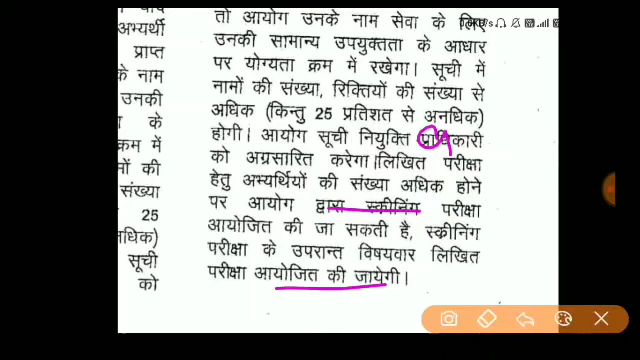 अभ्यर्थी
प्राप्त
के नाम
उनकी
के
क्रम में
की
संख्या
25
सूची
को
तो आयोग उनके नाम सेवा के लिए
उनकी सामान्य उपयुक्तता के आधार
पर योग्यता क्रम में रखेगा। सूची में
नामों की संख्या, रिक्तियों की संख्या से
अधिक (किन्तु 25 प्रतिशत से अनधिक)
होगी। आयोग सूची नियुक्ति प्राधिकारी
को अग्रसारित करेगा।लिखित परीक्षा
हेतु अभ्यर्थियों की संख्या अधिक होने
पर आयोग द्वारा स्क्रीनिंग परीक्षा
आयोजित की जा सकती है, स्क्रीनिंग
परीक्षा के उपरान्त विषयवार लिखित
परीक्षा आयोजित की जायेगी।